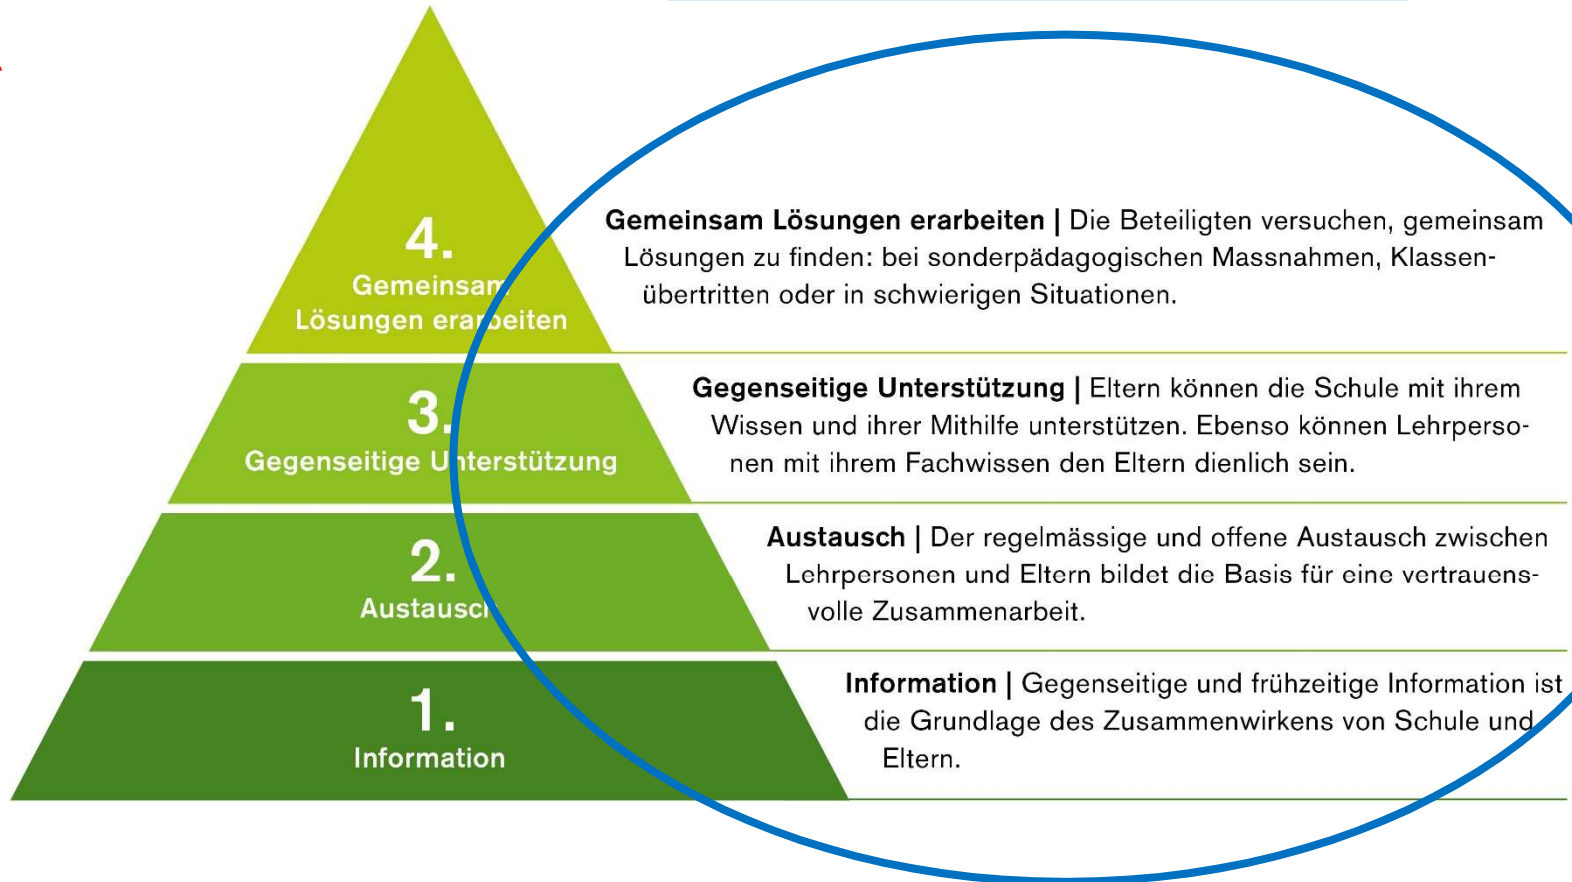 4.
Gemeinsam
Lösungen erarbeiten
Gemeinsam Lösungen erarbeiten | Die Beteiligten versuchen, gemeinsam
Lösungen zu finden: bei sonderpädagogischen Massnahmen, Klassen-
übertritten oder in schwierigen Situationen.
3.
Gegenseitige Unterstützung
Gegenseitige Unterstützung | Eltern können die Schule mit ihrem
Wissen und ihrer Mithilfe unterstützen. Ebenso können Lehrperso-
nen mit ihrem Fachwissen den Eltern dienlich sein.
2.
Austausch
Austausch | Der regelmässige und offene Austausch zwischen
Lehrpersonen und Eltern bildet die Basis für eine vertrauens-
volle Zusammenarbeit.
1.
Information
Information | Gegenseitige und frühzeitige Information ist
die Grundlage des Zusammenwirkens von Schule und
Eltern.